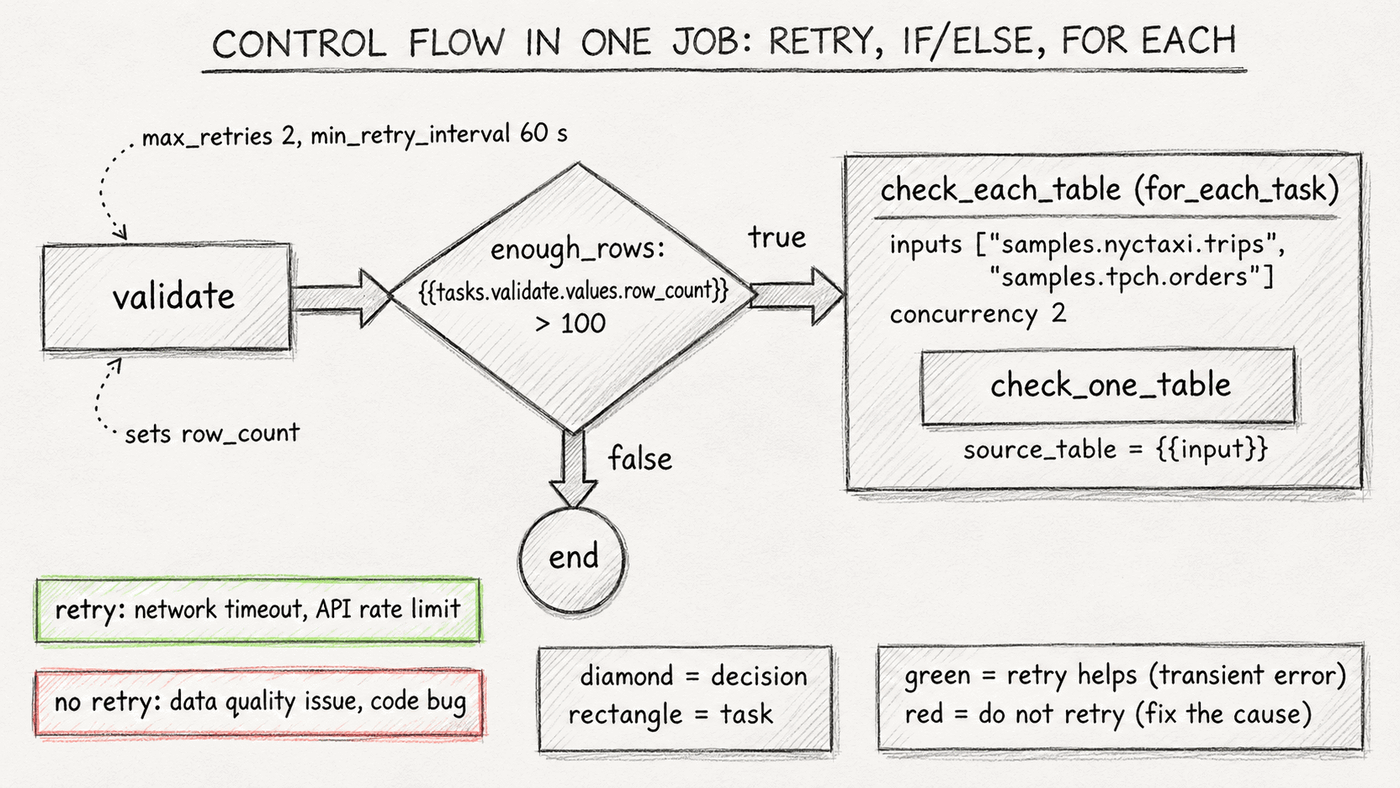 CONTROL FLOW IN ONE JOB: RETRY, IF/ELSE, FOR EACH
max_retries 2, min_retry_interval 60 s
validate
sets row_count
enough_rows:
{{tasks.validate.values.row_count}}
> 100
true
false
end
check_each_table (for_each_task)
inputs ["samples.nyctaxi.trips",
"samples.tpch.orders"]
concurrency 2
check_one_table
source_table = {{input}}
retry: network timeout, API rate limit
no retry: data quality issue, code bug
diamond = decision
rectangle = task
green = retry helps (transient error)
red = do not retry (fix the cause)